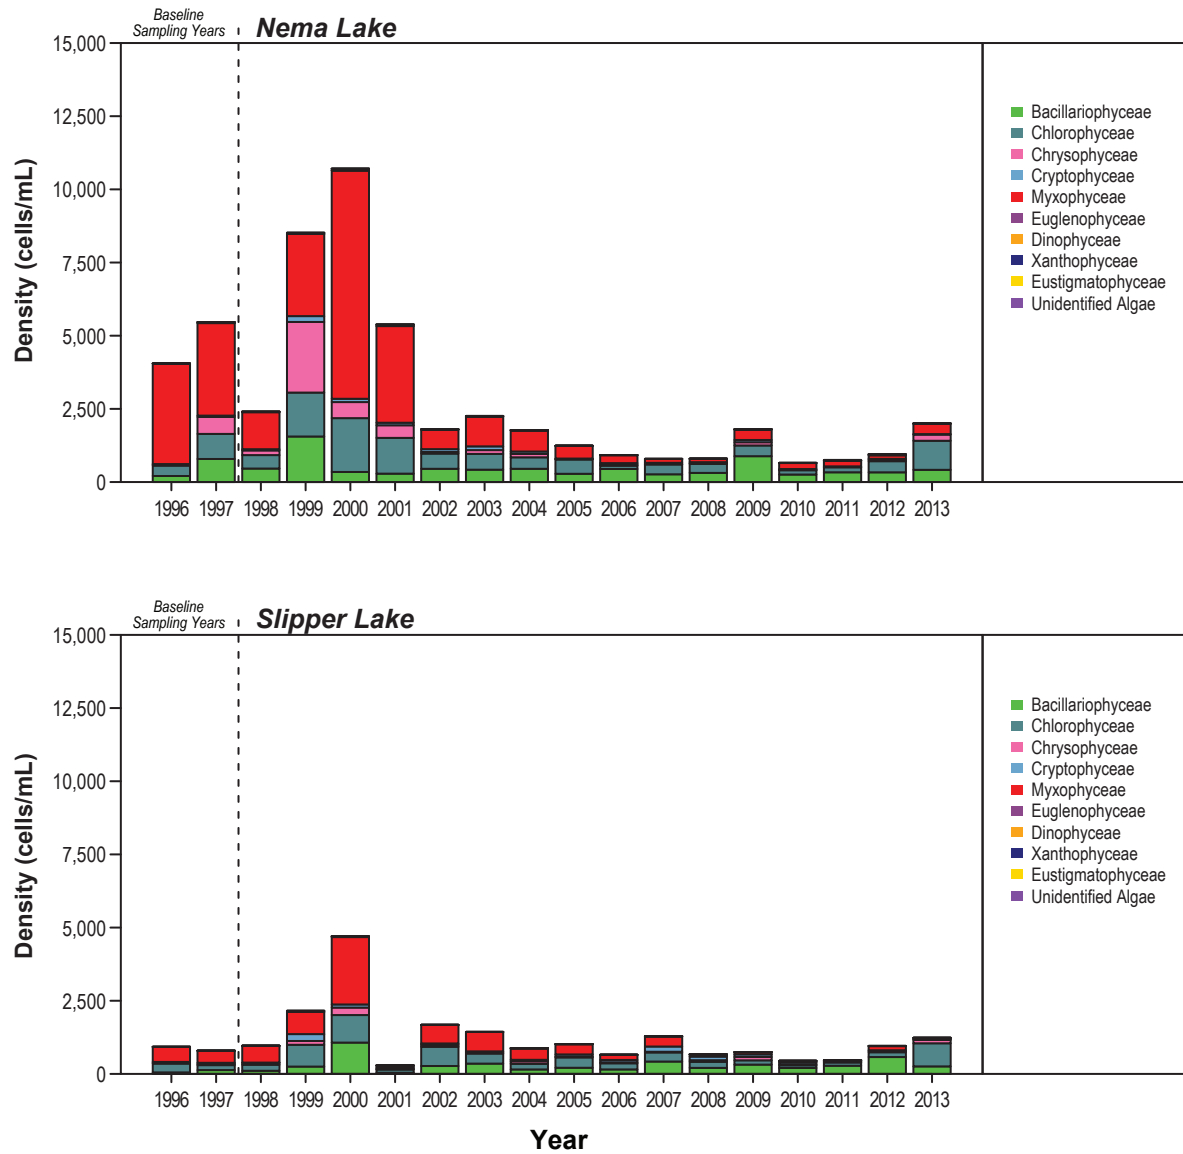 Baseline
Sampling Years
Nema Lake
Density (cells/mL)
15,000
12,500
10,000
7,500
5,000
2,500
0
1996 1997 1998 1999 2000 2001 2002 2003 2004 2005 2006 2007 2008 2009 2010 2011 2012 2013
Bacillariophyceae
Chlorophyceae
Chrysophyceae
Cryptophyceae
Myxophyceae
Euglenophyceae
Dinophyceae
Xanthophyceae
Eustigmatophyceae
Unidentified Algae
Baseline
Sampling Years
Slipper Lake
Density (cells/mL)
15,000
12,500
10,000
7,500
5,000
2,500
0
1996 1997 1998 1999 2000 2001 2002 2003 2004 2005 2006 2007 2008 2009 2010 2011 2012 2013
Year
Bacillariophyceae
Chlorophyceae
Chrysophyceae
Cryptophyceae
Myxophyceae
Euglenophyceae
Dinophyceae
Xanthophyceae
Eustigmatophyceae
Unidentified Algae